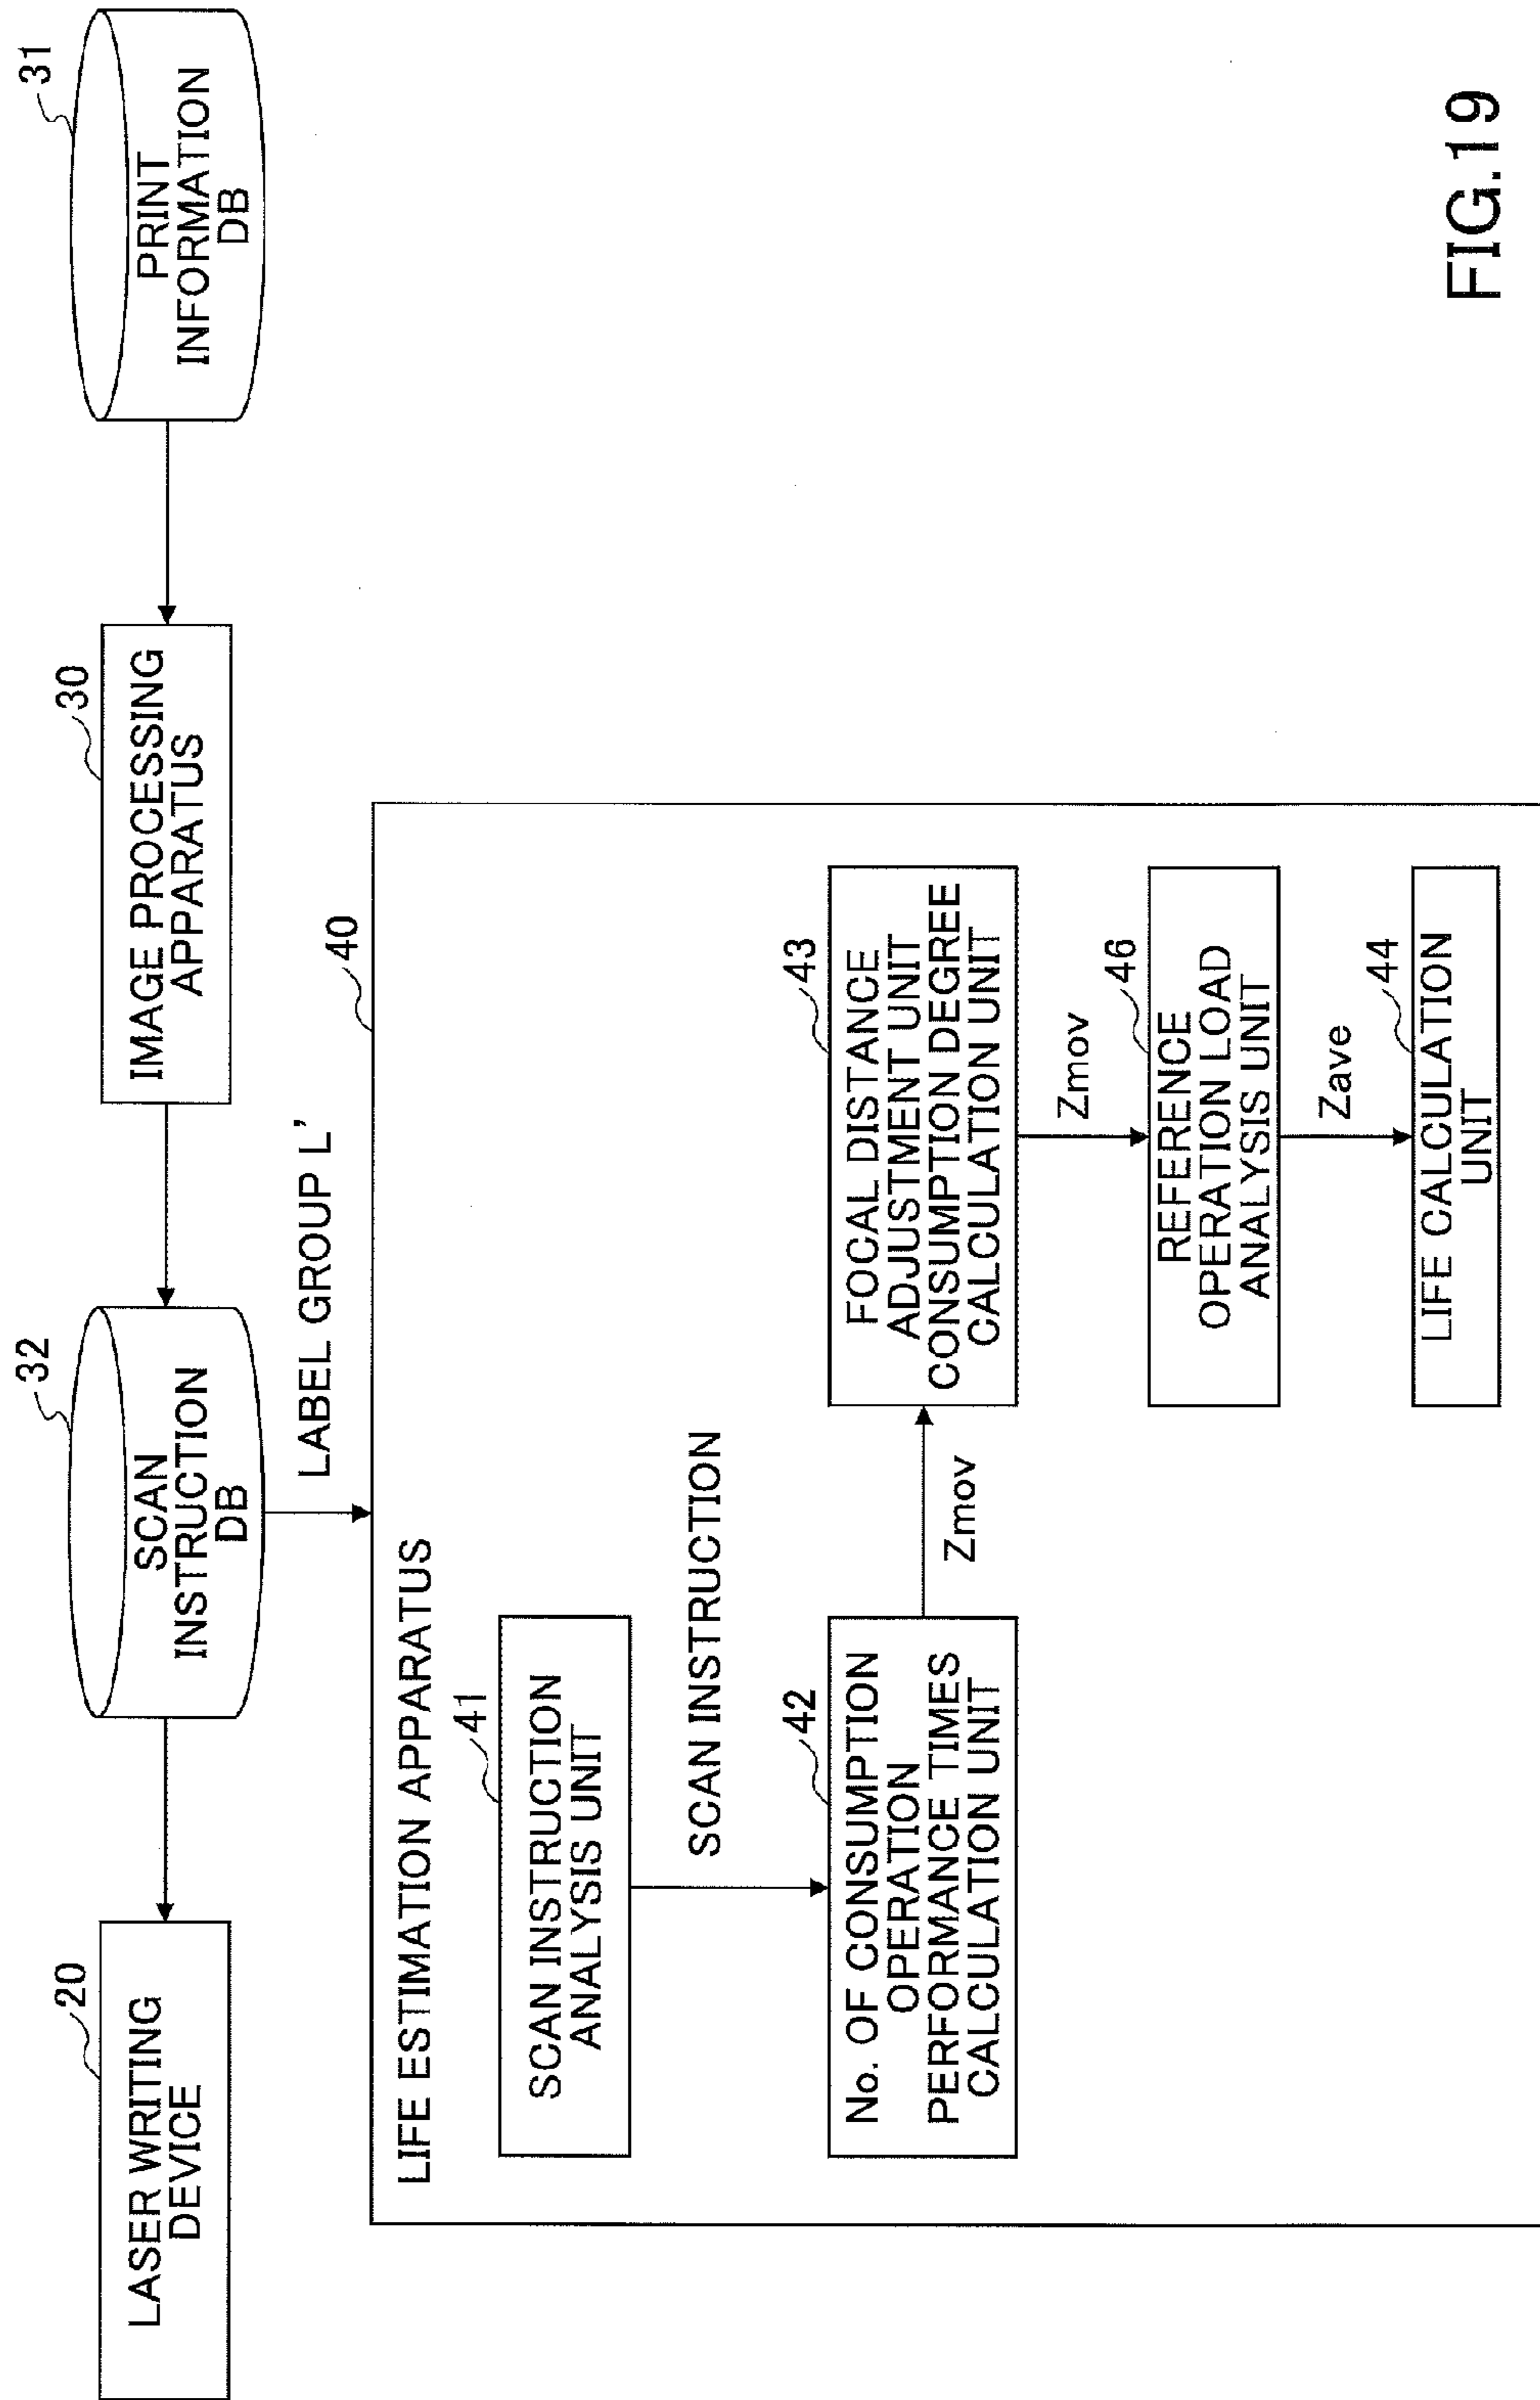 20
LASER WRITING
DEVICE
32
SCAN
INSTRUCTION
DB
30
IMAGE PROCESSING
APPARATUS
31
PRINT
INFORMATION
DB
LABEL GROUP L'
40
LIFE ESTIMATION APPARATUS
41
SCAN INSTRUCTION
ANALYSIS UNIT
SCAN INSTRUCTION
42
No. OF CONSUMPTION
OPERATION
PERFORMANCE TIMES
CALCULATION UNIT
Zmov
43
FOCAL DISTANCE
ADJUSTMENT UNIT
CONSUMPTION DEGREE
CALCULATION UNIT
Zmov
46
REFERENCE
OPERATION LOAD
ANALYSIS UNIT
Zave
44
LIFE CALCULATION
UNIT
FIG.19